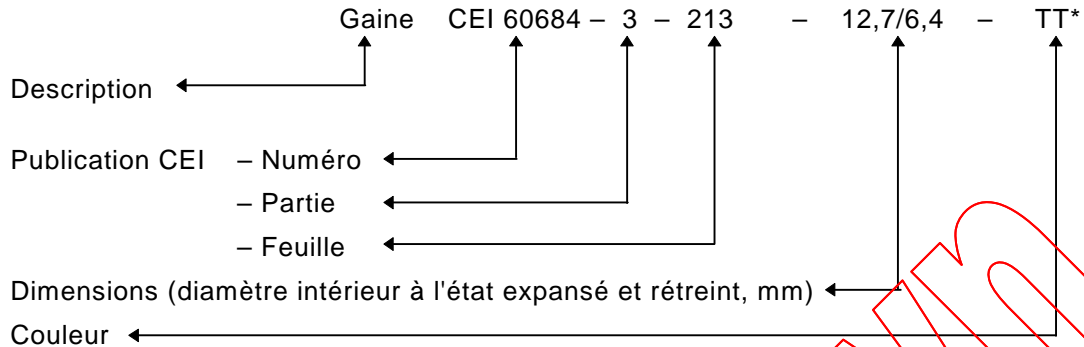 Gaine CEI 60684 – 3 – 213 – 12,7/6,4 – TT*
Description
Publication CEI – Numéro
– Partie
– Feuille
Dimensions (diamètre intérieur à l'état expansé et rétreint, mm)
Couleur